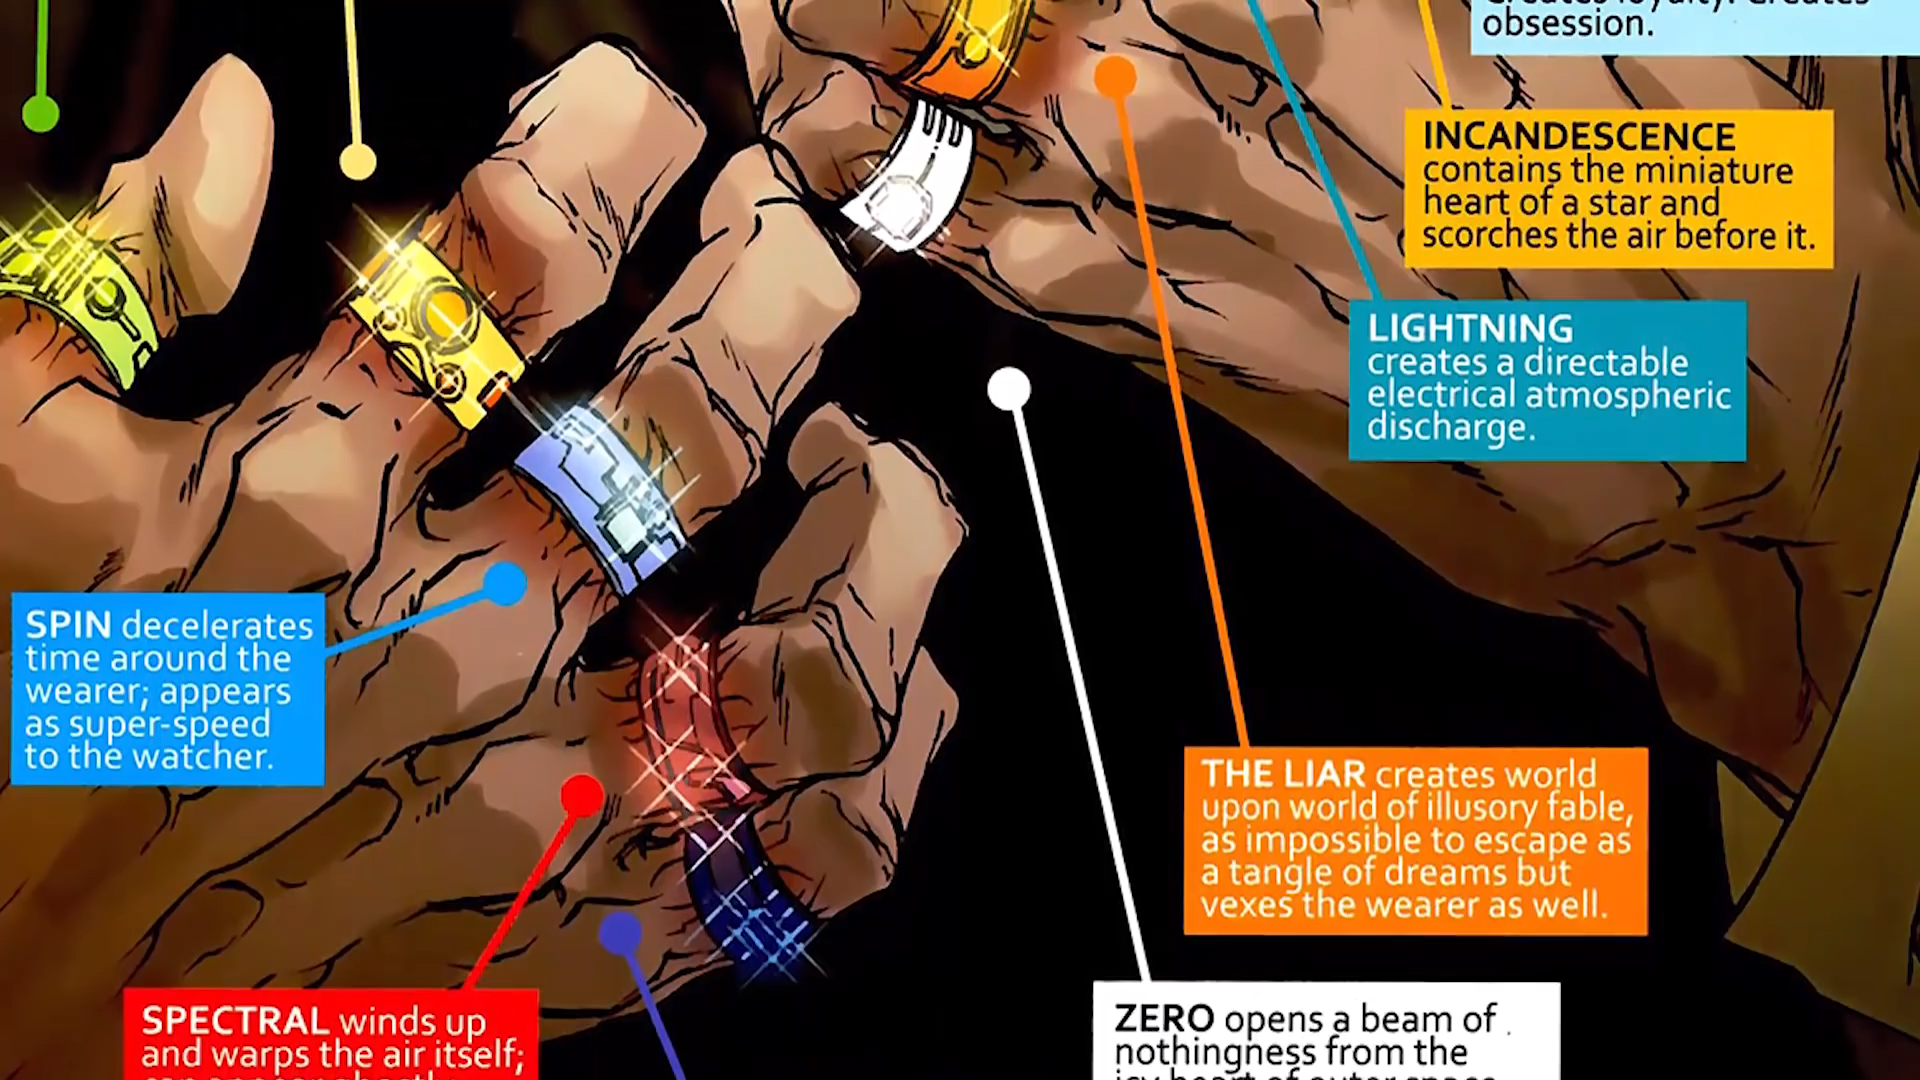 obsession.
INCANDESCENCE
contains the miniature
heart of a star and
scorches the air before it.
LIGHTNING
creates a directable
electrical atmospheric
discharge.
SPIN decelerates
time around the
wearer; appears
as super-speed
to the watcher.
THE LIAR creates world
upon world of illusory fable,
as impossible to escape as
a tangle of dreams but
vexes the wearer as well.
SPECTRAL winds up
and warps the air itself;
ZERO opens a beam of
nothingness from the